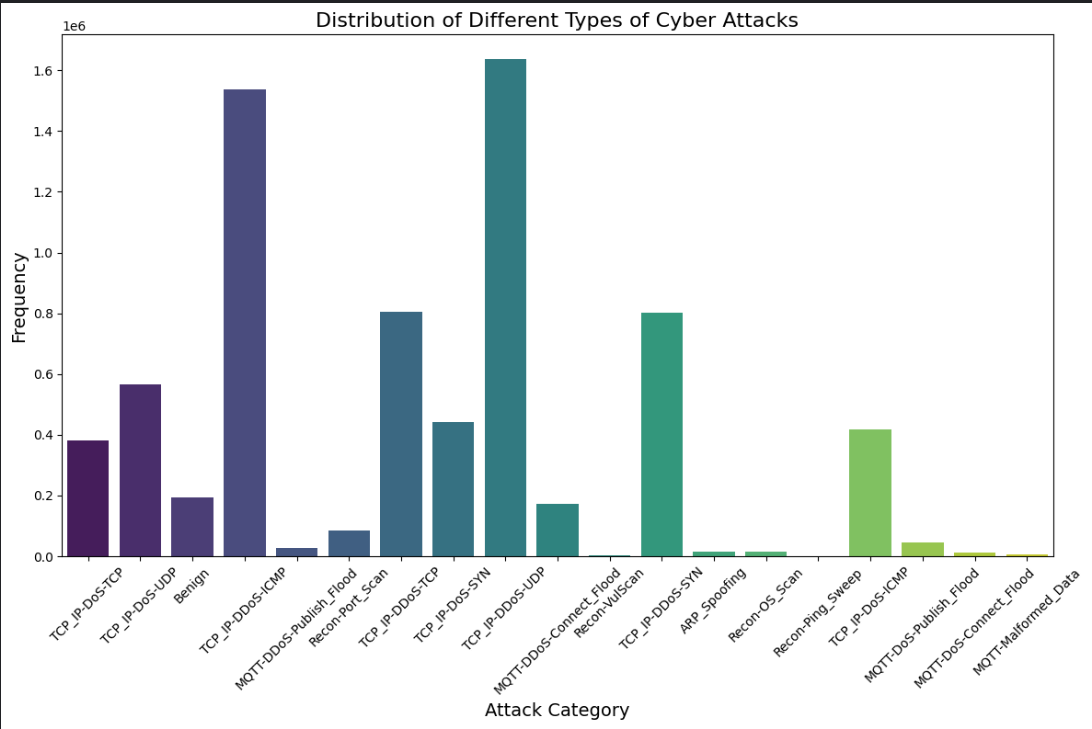 Distribution of Different Types of Cyber Attacks
1e6
1.6
1.4
1.2
1.0
0.8
0.6
0.4
0.2
0.0
Frequency
TCP_IP-DoS-TCP
TCP_IP-DoS-UDP
Benign
TCP_IP-DDoS-ICMP
MQTT-DDoS-Publish_Flood
Recon-Port_Scan
TCP_IP-DDoS-TCP
TCP_IP-DoS-SYN
TCP_IP-DDoS-UDP
MQTT-DDoS-Connect_Flood
Recon-VulScan
TCP_IP-DDoS-SYN
ARP_Spoofing
Recon-OS_Scan
Recon-Ping_Sweep
TCP_IP-DoS-ICMP
MQTT-DoS-Publish_Flood
MQTT-DoS-Connect_Flood
MQTT-Malformed_Data
Attack Category